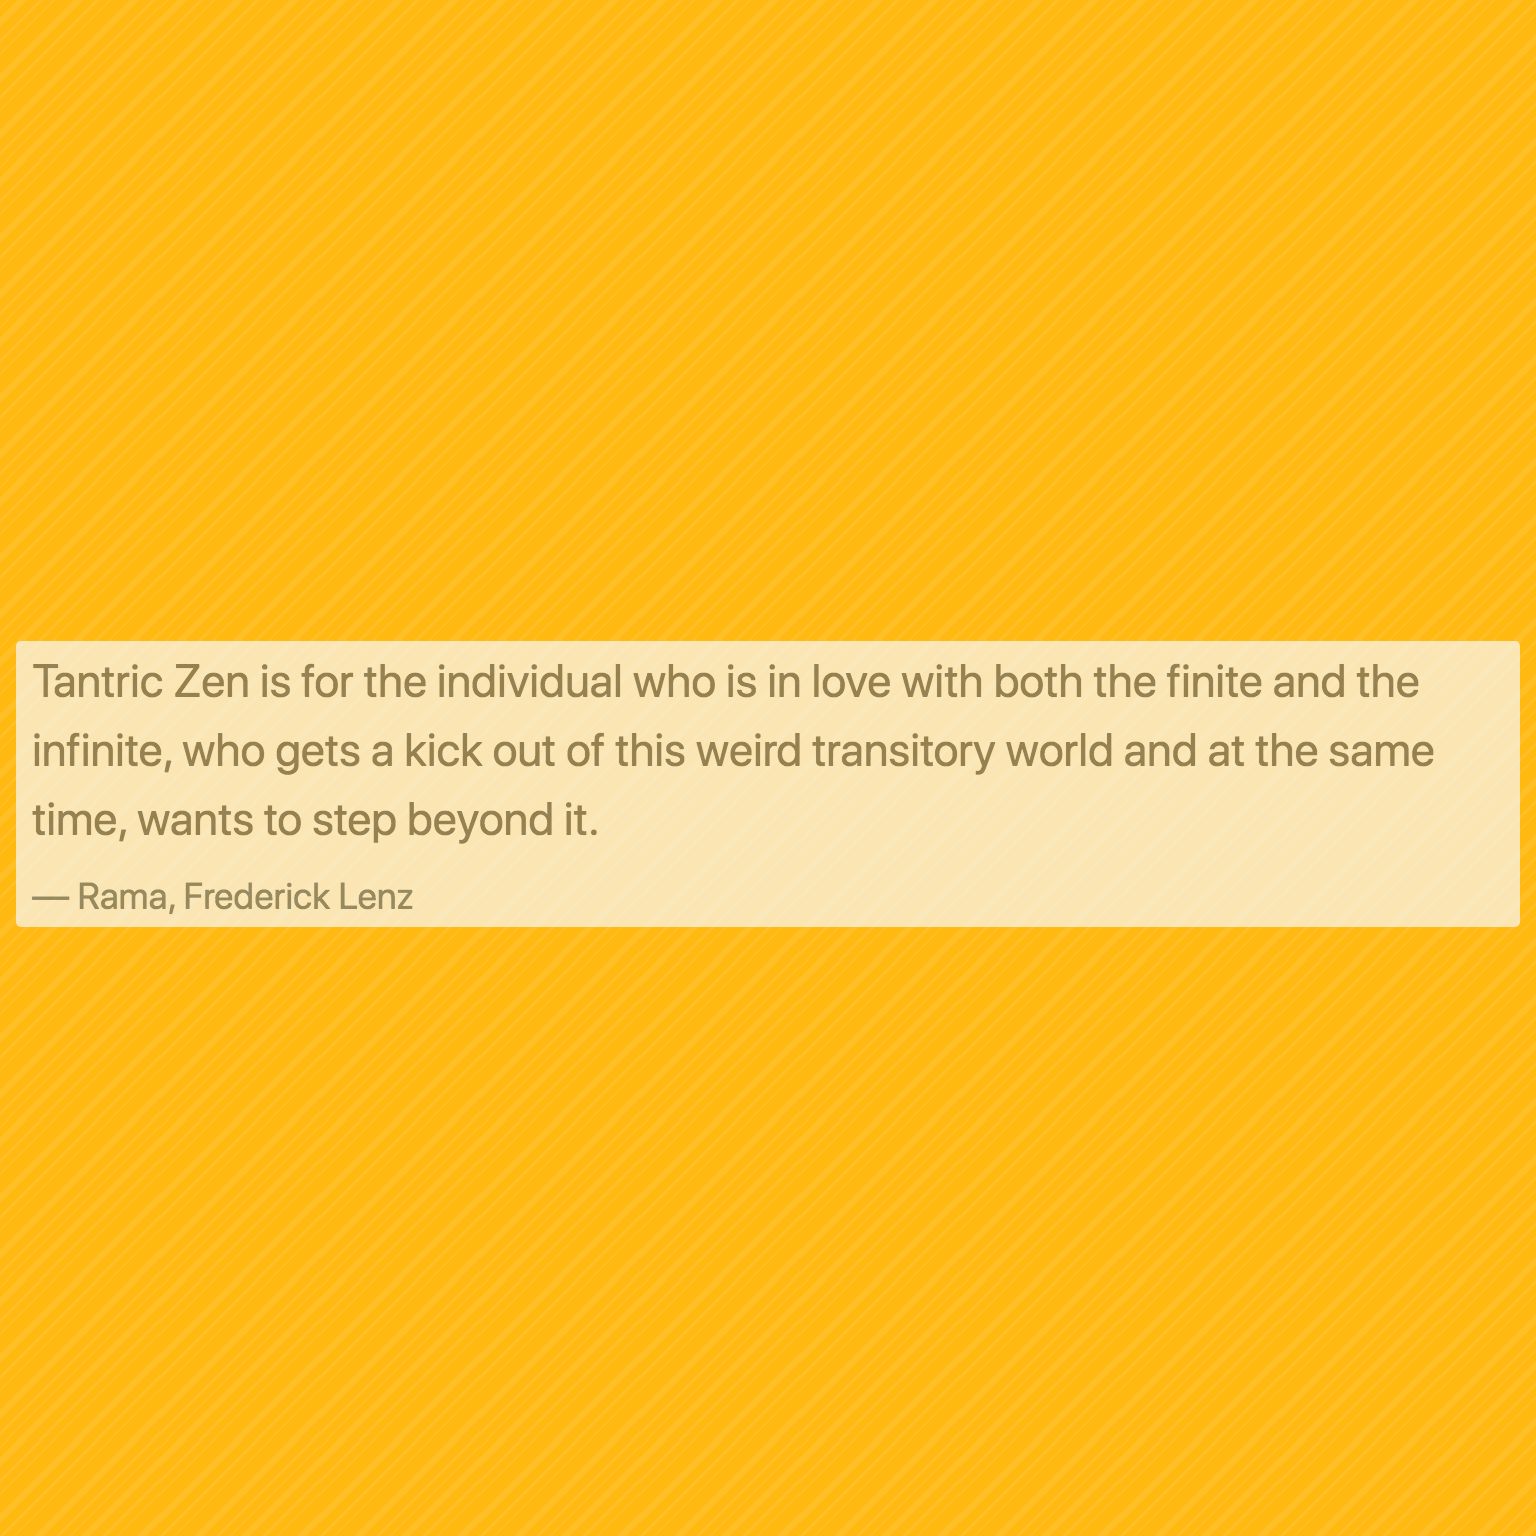 Tantric Zen is for the individual who is in love with both the finite and the
infinite, who gets a kick out of this weird transitory world and at the same
time, wants to step beyond it.
— Rama, Frederick Lenz